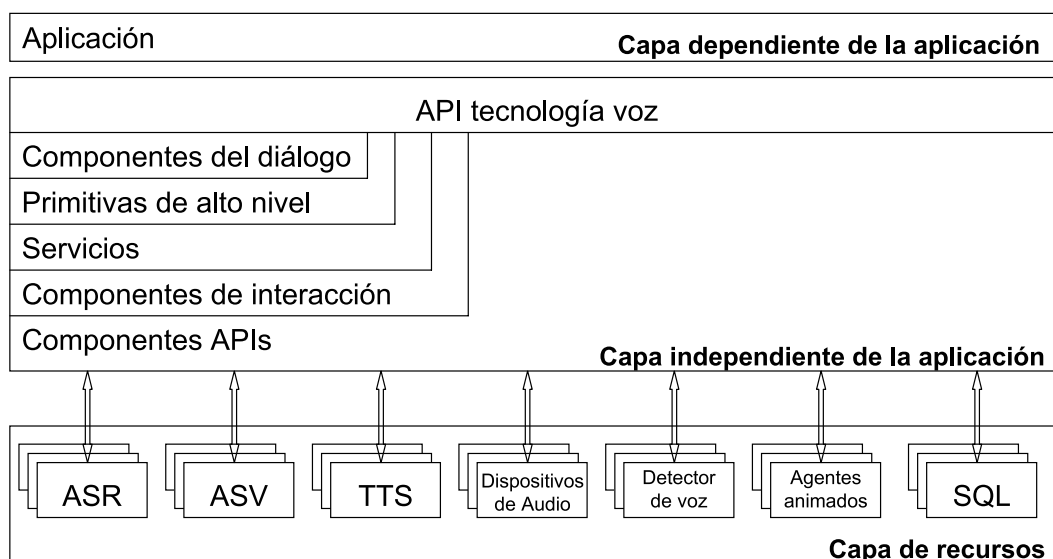 Aplicación
Capa dependiente de la aplicación
API tecnología voz
Componentes del diálogo
Primitivas de alto nivel
Servicios
Componentes de interacción
Componentes APIs
Capa independiente de la aplicación
ASR
ASV
TTS
Dispositivos
de Audio
Detector
de voz
Agentes
animados
SQL
Capa de recursos